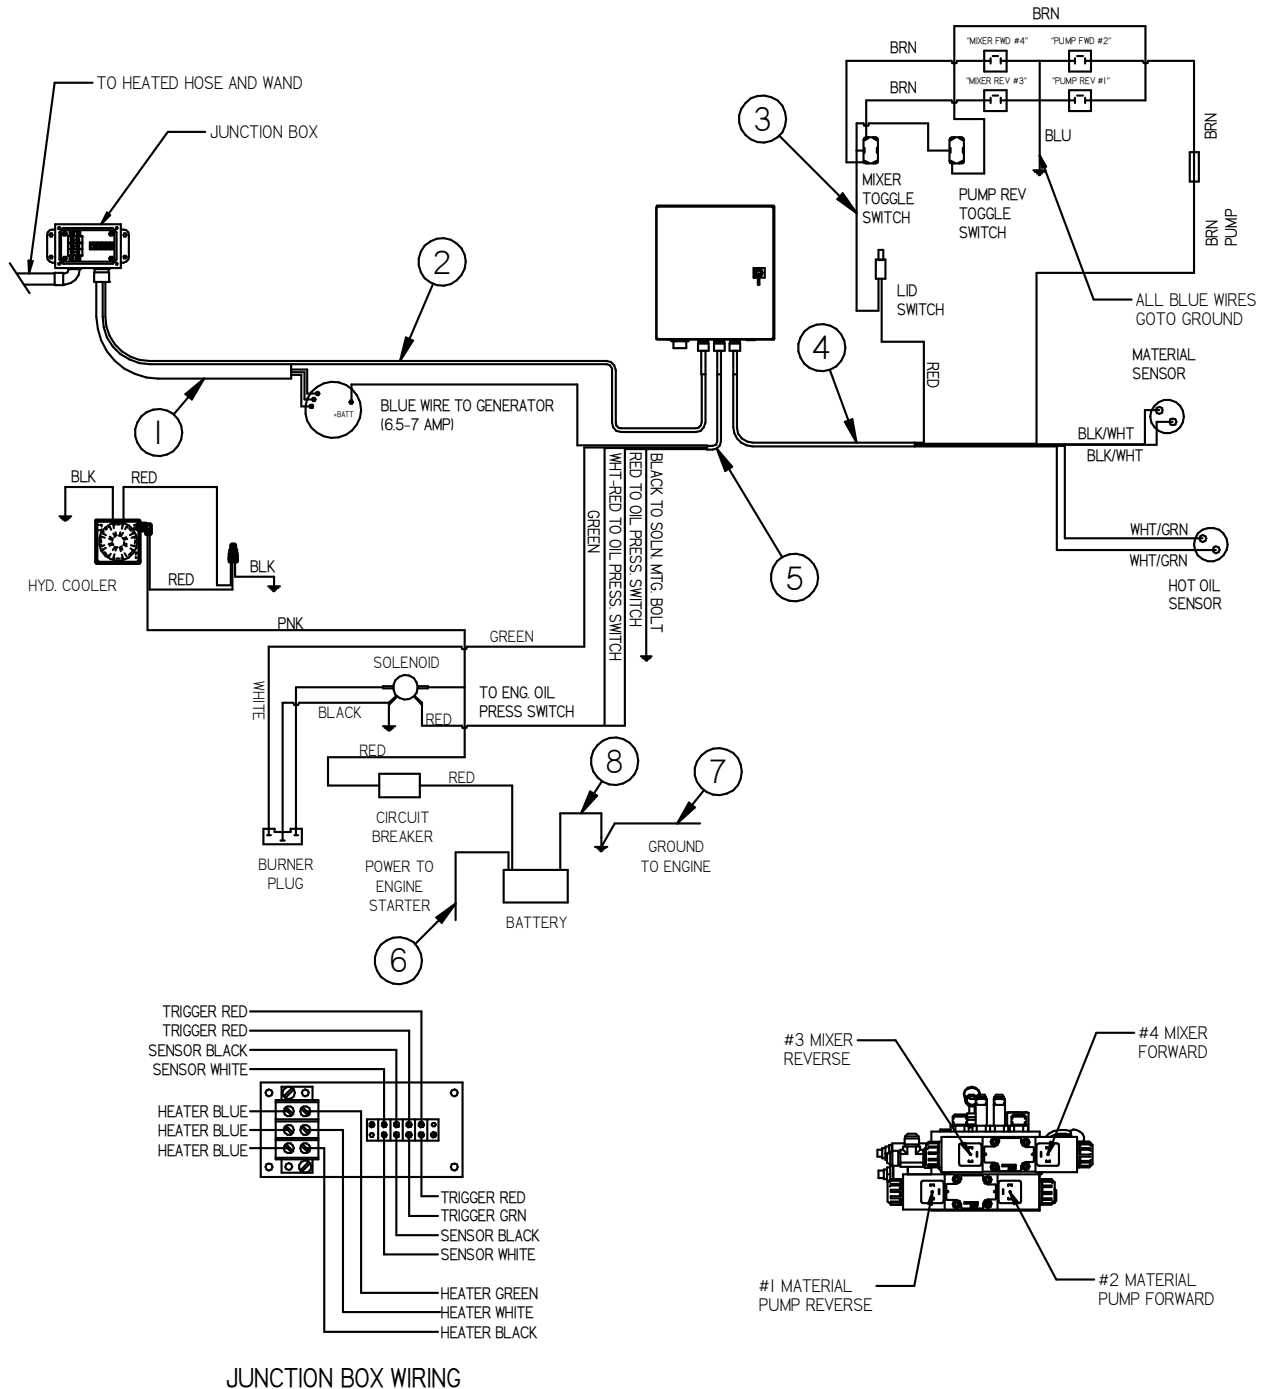 BRN
BRN
"MIXER FWD #4"
"PUMP FWD #2"
TO HEATED HOSE AND WAND
BRN
"MIXER REV #3"
"PUMP REV #1"
3
JUNCTION BOX
BLU
BRN
MIXER
TOGGLE
SWITCH
PUMP REV
TOGGLE
SWITCH
BRN
PUMP
2
LID
SWITCH
ALL BLUE WIRES
GOTO GROUND
4
MATERIAL
SENSOR
RED
1
+BATT
BLUE WIRE TO GENERATOR
(6.5-7 AMP)
BLK/WHT
BLK/WHT
BLACK TO SOLN. MTG. BOLT
RED TO OIL PRESS. SWITCH
WHT-RED TO OIL PRESS. SWITCH
GREEN
BLK
RED
HYD. COOLER
RED
BLK
5
WHT/GRN
WHT/GRN
HOT OIL
SENSOR
PNK
GREEN
SOLENOID
WHITE
BLACK
RED
TO ENG. OIL
PRESS SWITCH
RED
RED
8
7
CIRCUIT
BREAKER
BURNER
PLUG
POWER TO
ENGINE
STARTER
GROUND
TO ENGINE
BATTERY
6
TRIGGER RED
TRIGGER RED
SENSOR BLACK
SENSOR WHITE
HEATER BLUE
HEATER BLUE
HEATER BLUE
TRIGGER RED
TRIGGER GRN
SENSOR BLACK
SENSOR WHITE
HEATER GREEN
HEATER WHITE
HEATER BLACK
JUNCTION BOX WIRING
#3 MIXER
REVERSE
#4 MIXER
FORWARD
#1 MATERIAL
PUMP REVERSE
#2 MATERIAL
PUMP FORWARD